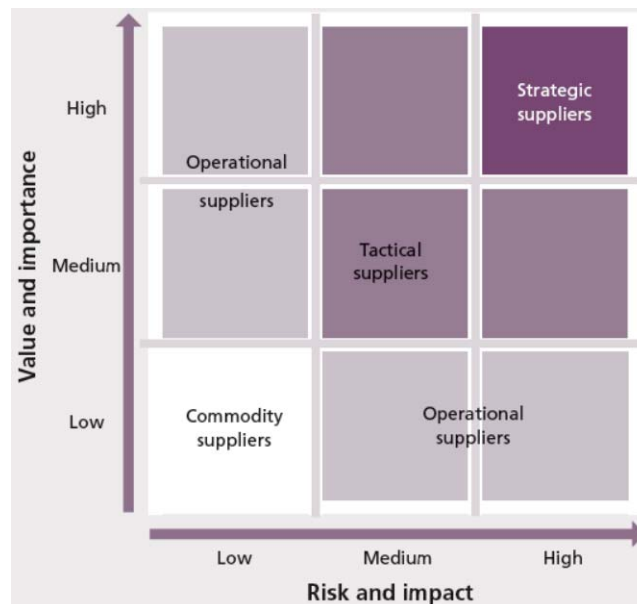 Value and importance
High
Medium
Low
Operational
suppliers
Strategic
suppliers
Tactical
suppliers
Commodity
suppliers
Operational
suppliers
Low
Medium
High
Risk and impact